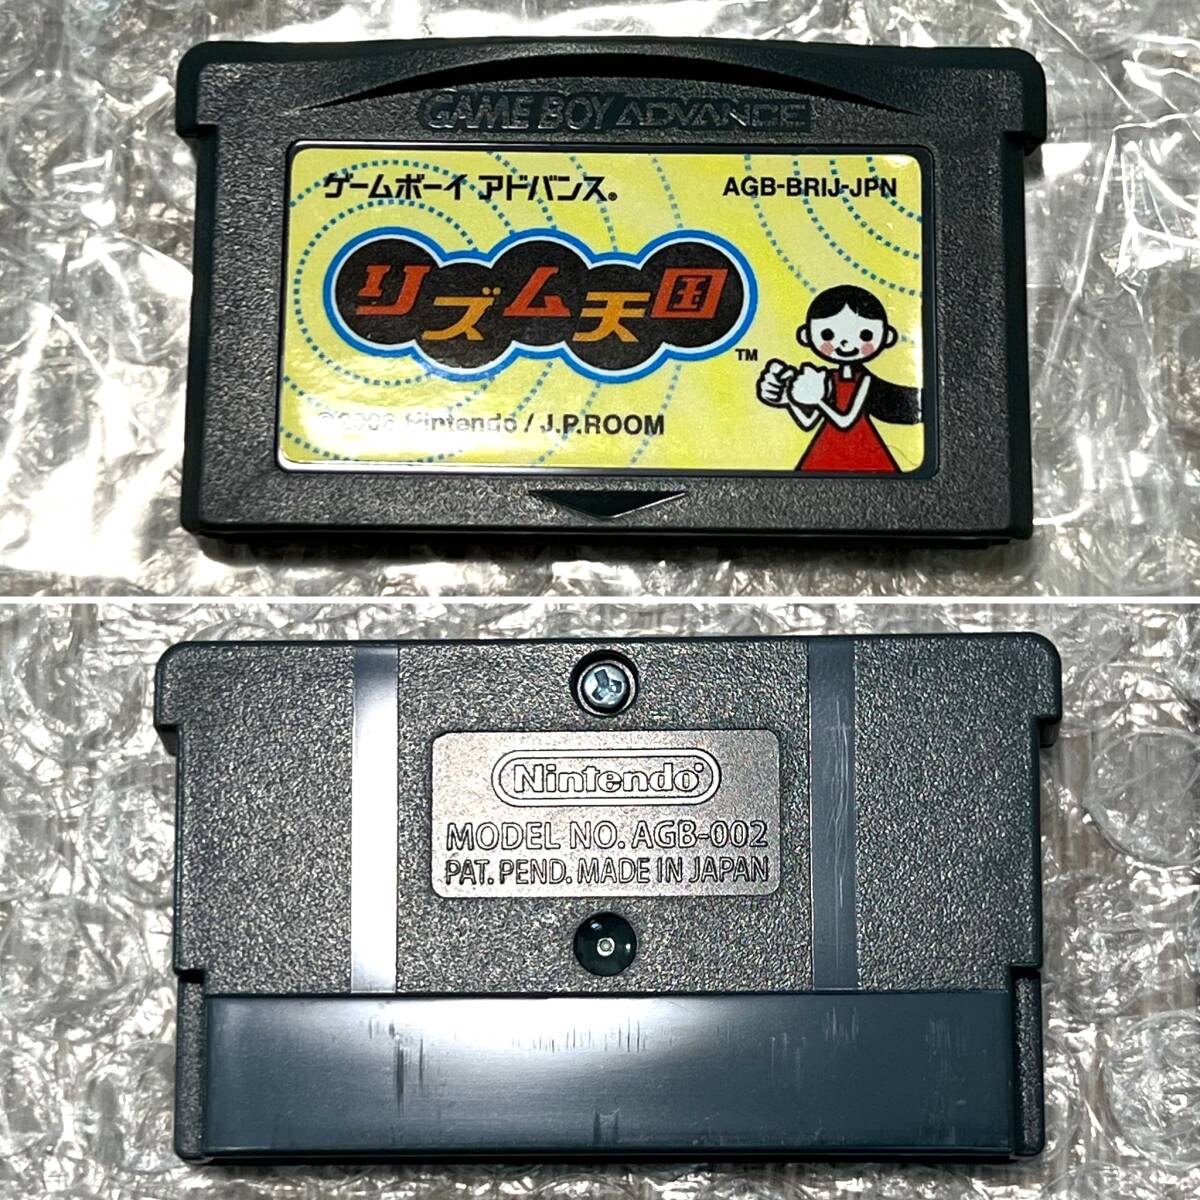 GAME BOY ADVANCE
ゲームボーイ アドバンス®
AGB-BRIJ-JPN
リズム天国
TM
©2006 Nintendo / J.P.ROOM
Nintendo®
MODEL NO. AGB-002
PAT. PEND. MADE IN JAPAN